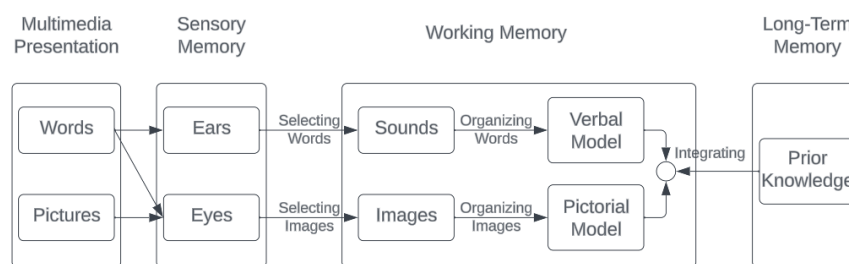 Multimedia
Presentation
Sensory
Memory
Working Memory
Long-Term
Memory
Words
Ears
Selecting
Words
Sounds
Organizing
Words
Verbal
Model
Integrating
Prior
Knowledge
Pictures
Eyes
Selecting
Images
Images
Organizing
Images
Pictorial
Model